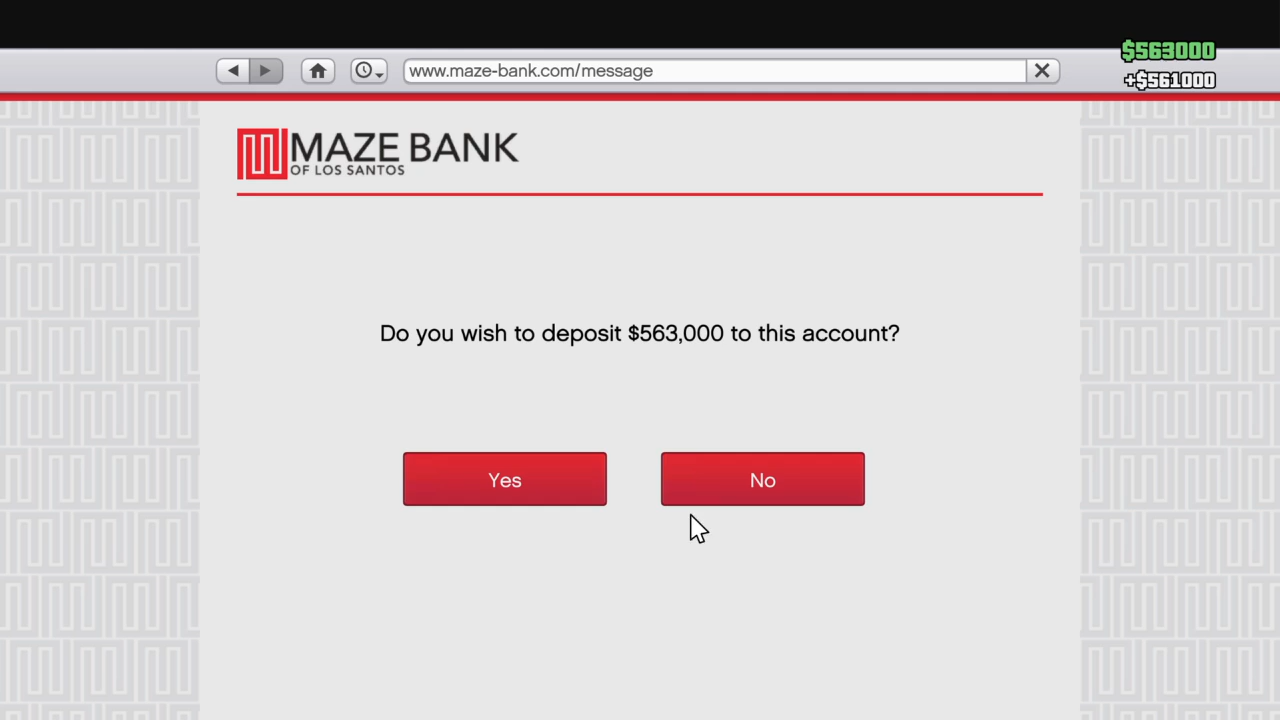 $563000
www.maze-bank.com/message
+$561000
MAZE BANK
OF LOS SANTOS
Do you wish to deposit $563,000 to this account?
Yes
No